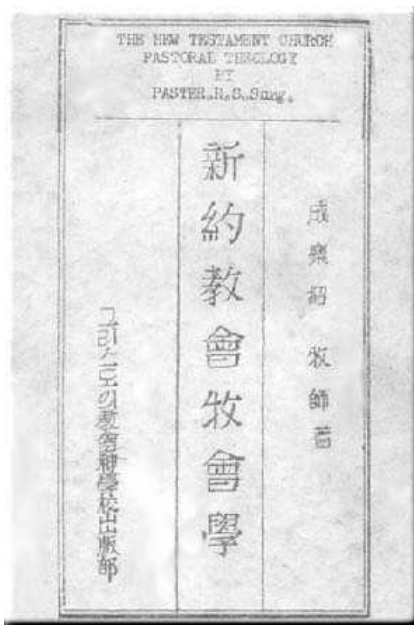 THE NEW TESTAMENT CHURCH
PASTORAL THEOLOGY
BY
PASTER.R.S.Sung.
成樂紹 牧師著
新約教會牧會學
그리스도의 敎會神學校出版部